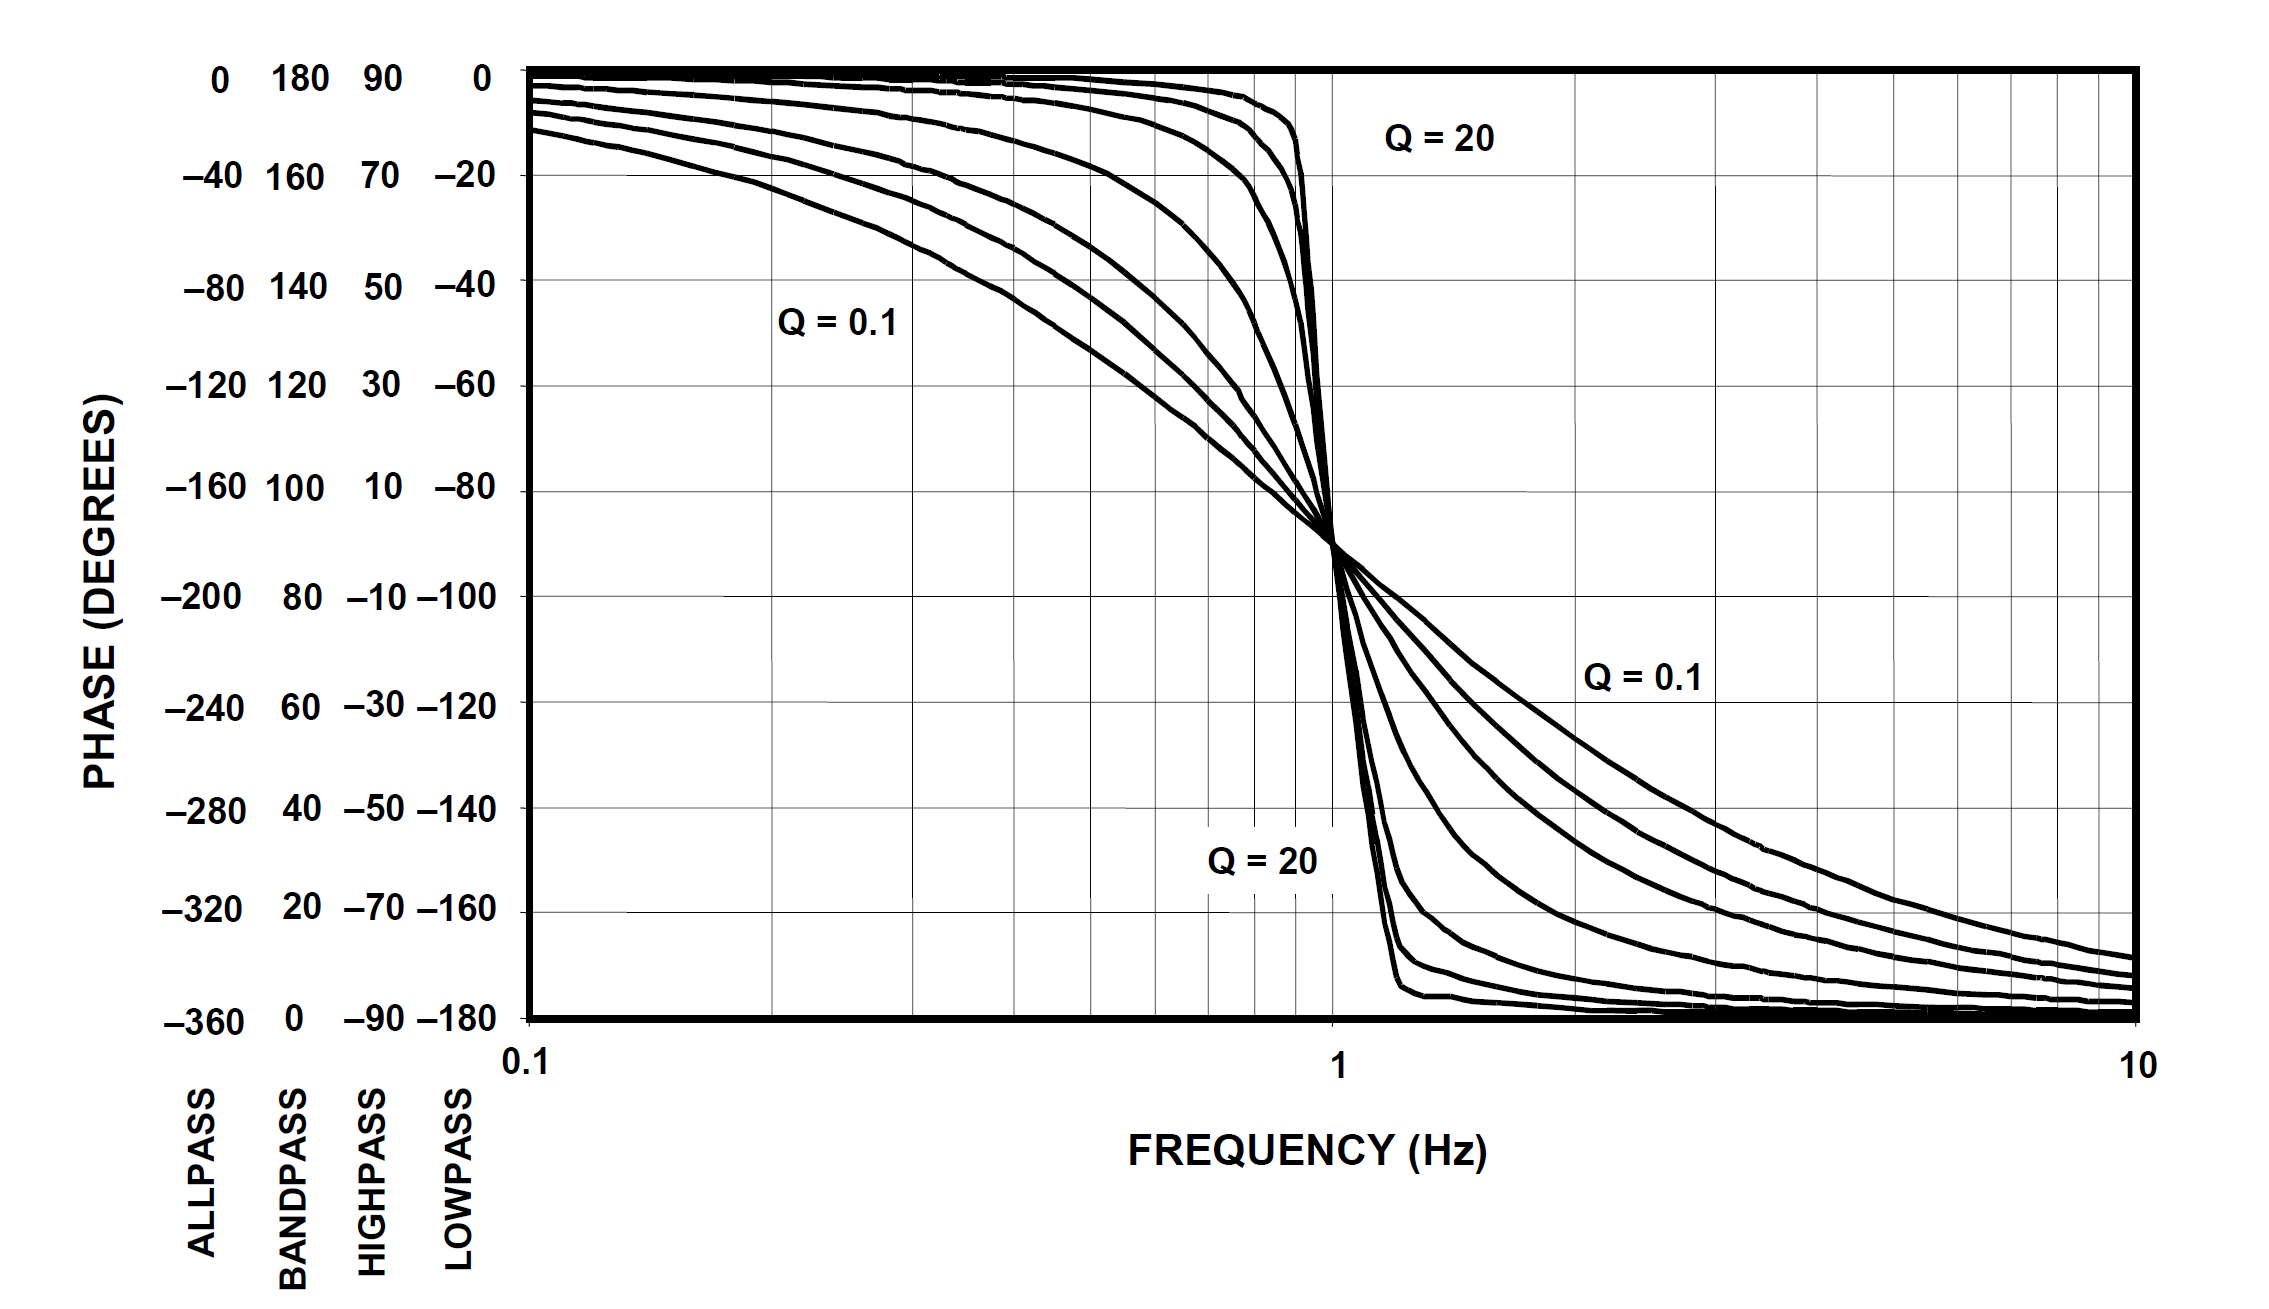 0 180 90 0
Q = 20
–40 160 70 –20
–80 140 50 –40
Q = 0.1
–120 120 30 –60
–160 100 10 –80
–200 80 –10 –100
Q = 0.1
–240 60 –30 –120
–280 40 –50 –140
Q = 20
–320 20 –70 –160
–360 0 –90 –180
PHASE (DEGREES)
0.1 1 10
ALLPASS
BANDPASS
HIGHPASS
LOWPASS
FREQUENCY (Hz)